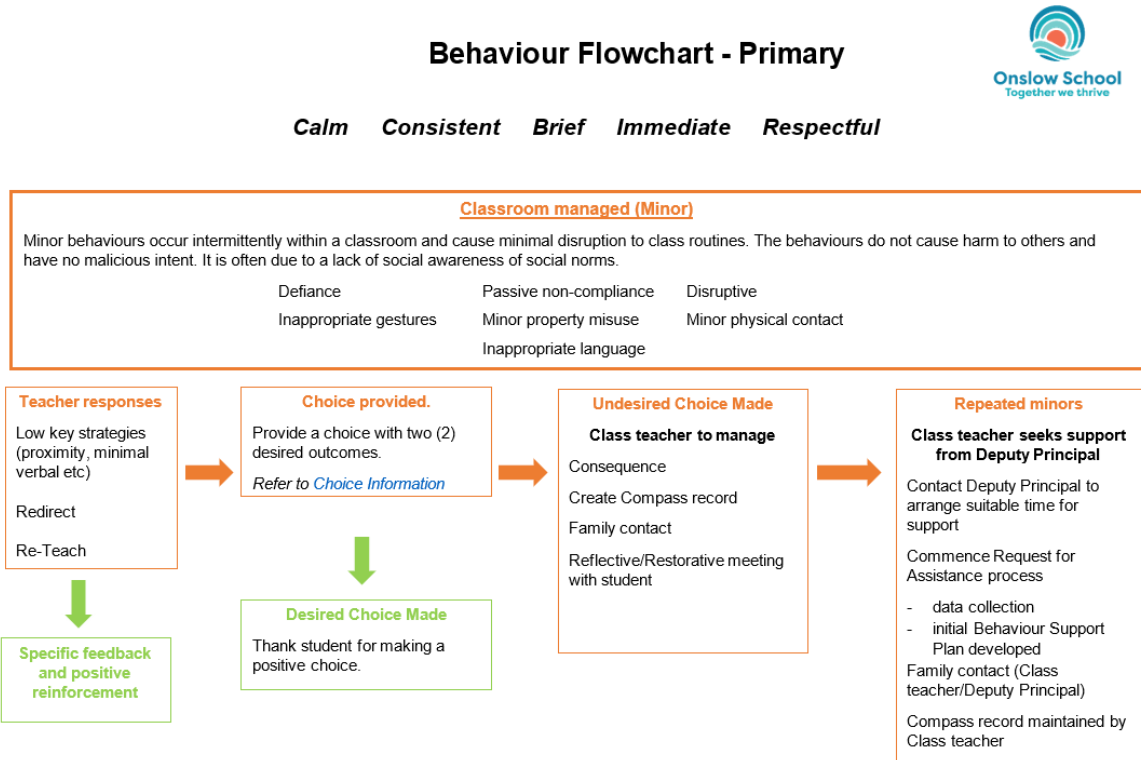 Behaviour Flowchart - Primary
Onslow School
Together we thrive
Calm Consistent Brief Immediate Respectful
Classroom managed (Minor)
Minor behaviours occur intermittently within a classroom and cause minimal disruption to class routines. The behaviours do not cause harm to others and
have no malicious intent. It is often due to a lack of social awareness of social norms.
Defiance Passive non-compliance Disruptive
Inappropriate gestures Minor property misuse Minor physical contact
Inappropriate language
Teacher responses
Low key strategies
(proximity, minimal
verbal etc)
Redirect
Re-Teach
Specific feedback
and positive
reinforcement
Choice provided.
Provide a choice with two (2)
desired outcomes.
Refer to Choice Information
Desired Choice Made
Thank student for making a
positive choice.
Undesired Choice Made
Class teacher to manage
Consequence
Create Compass record
Family contact
Reflective/Restorative meeting
with student
Repeated minors
Class teacher seeks support
from Deputy Principal
Contact Deputy Principal to
arrange suitable time for
support
Commence Request for
Assistance process
- data collection
- initial Behaviour Support
Plan developed
Family contact (Class
teacher/Deputy Principal)
Compass record maintained by
Class teacher